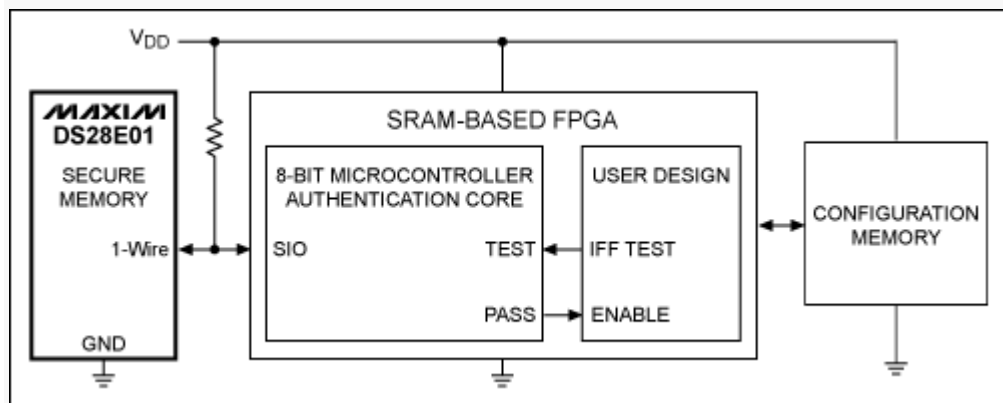 VDD
MAXIM
DS28E01
SECURE
MEMORY
1-Wire
GND
SRAM-BASED FPGA
8-BIT MICROCONTROLLER
AUTHENTICATION CORE
SIO
TEST
PASS
USER DESIGN
IFF TEST
ENABLE
CONFIGURATION
MEMORY